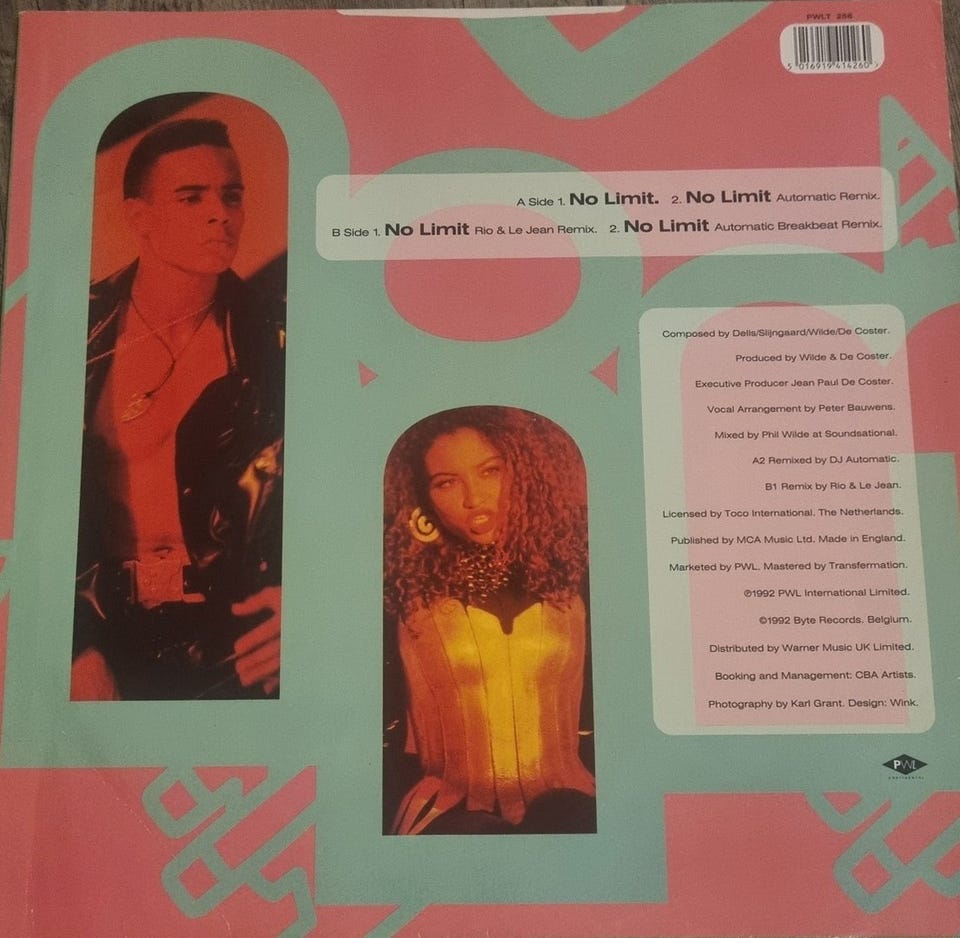 PWLT 256
5 016919 414260 >
A Side 1. No Limit. 2. No Limit Automatic Remix.
B Side 1. No Limit Rio & Le Jean Remix. 2. No Limit Automatic Breakbeat Remix.
Composed by Dells/Slijngaard/Wilde/De Coster.
Produced by Wilde & De Coster.
Executive Producer Jean Paul De Coster.
Vocal Arrangement by Peter Bauwens.
Mixed by Phil Wilde at Soundsational.
A2 Remixed by DJ Automatic.
B1 Remix by Rio & Le Jean.
Licensed by Toco International. The Netherlands.
Published by MCA Music Ltd. Made in England.
Marketed by PWL. Mastered by Transfermation.
℗1992 PWL International Limited.
©1992 Byte Records. Belgium.
Distributed by Warner Music UK Limited.
Booking and Management: CBA Artists.
Photography by Karl Grant. Design: Wink.
PWL
CONTINENTAL